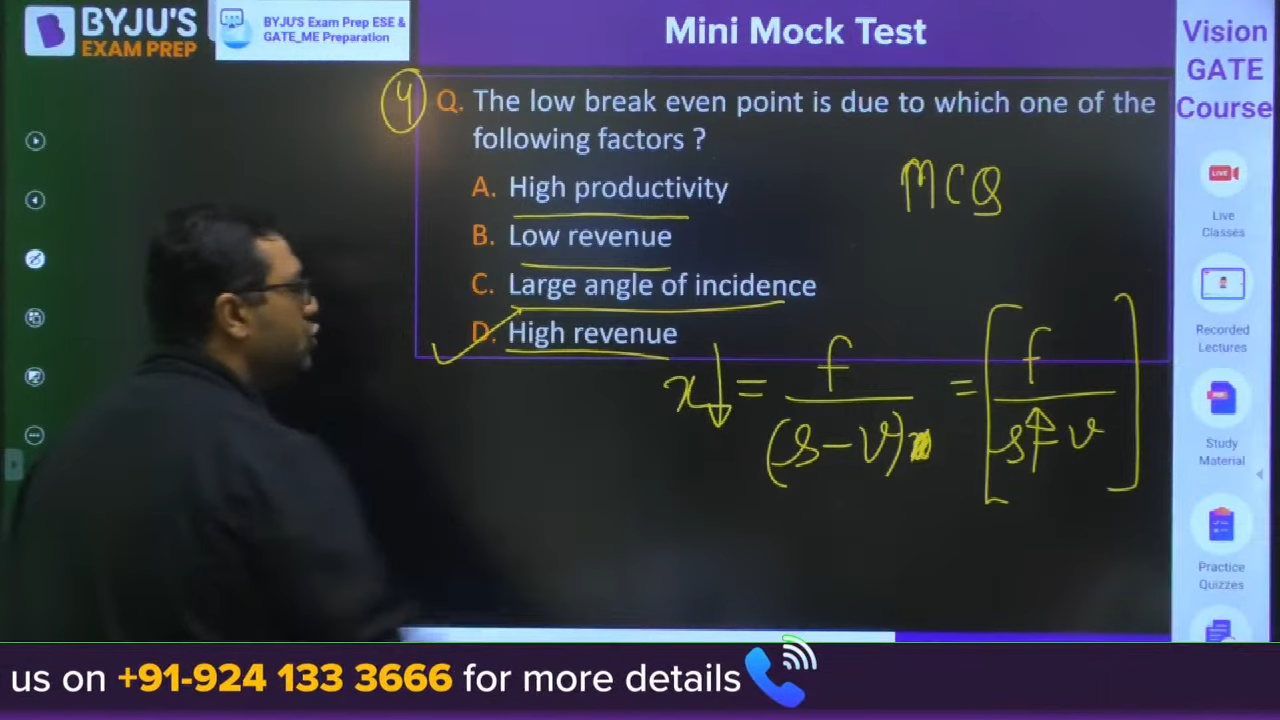 BYJU'S
EXAM PREP
BYJU'S Exam Prep ESE &
GATE_ME Preparation
Mini Mock Test
Vision
GATE
Course
4 Q. The low break even point is due to which one of the
following factors ?
A. High productivity
MCQ
B. Low revenue
C. Large angle of incidence
D. High revenue
x↓ = f/(s-v) = [f/(s↑-v)]
LIVE
Live
Classes
Recorded
Lectures
PDF
Study
Material
Practice
Quizzes
us on +91-924 133 3666 for more details